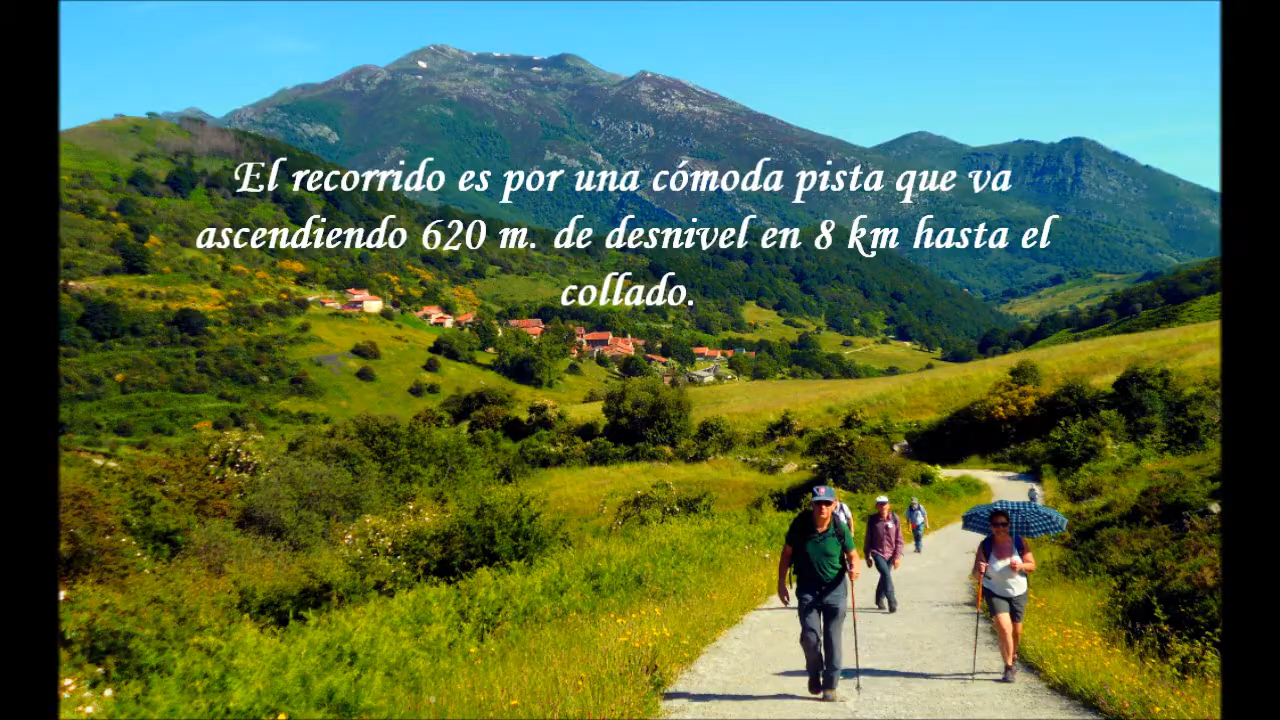 El recorrido es por una cómoda pista que va
ascendiendo 620 m. de desnivel en 8 km hasta el
collado.